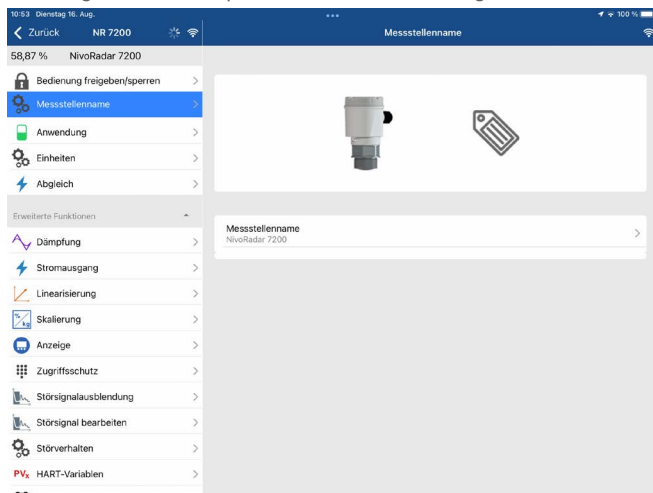 10:53 Dienstag 16. Aug.
100 %
Zurück NR 7200
Messstellenname
58,87 % NivoRadar 7200
Bedienung freigeben/sperren
Messstellenname
Anwendung
Einheiten
Abgleich
Erweiterte Funktionen
Dämpfung
Stromausgang
Linearisierung
% kg Skalierung
Anzeige
Zugriffsschutz
Störsignalausblendung
Störsignal bearbeiten
Störverhalten
PVx HART-Variablen
Messstellenname
NivoRadar 7200